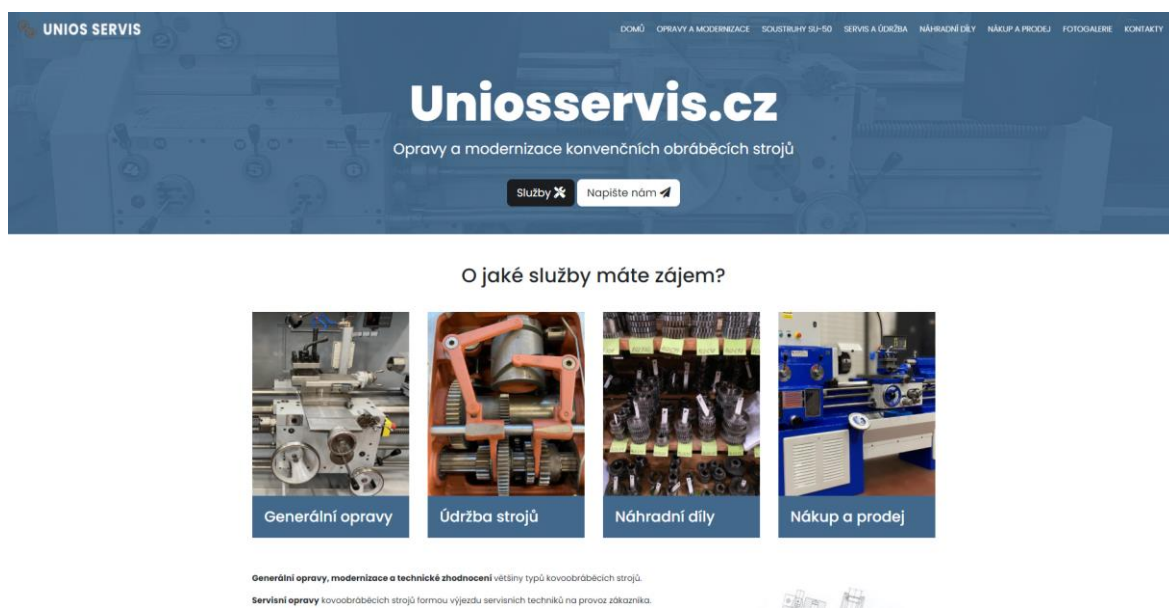 UNIOS SERVIS
DOMŮ OPRAVY A MODERNIZACE SOUSTRUHY SU-50 SERVIS A ÚDRŽBA NÁHRADNÍ DÍLY NÁKUP A PRODEJ FOTOGALERIE KONTAKTY
Uniosservis.cz
Opravy a modernizace konvenčních obráběcích strojů
Služby Napište nám
O jaké služby máte zájem?
Generální opravy
Údržba strojů
Náhradní díly
Nákup a prodej
Generální opravy, modernizace a technické zhodnocení většiny typů kovoobráběcích strojů.
Servisní opravy kovoobráběcích strojů formou výjezdu servisních techniků na provoz zákazníka.